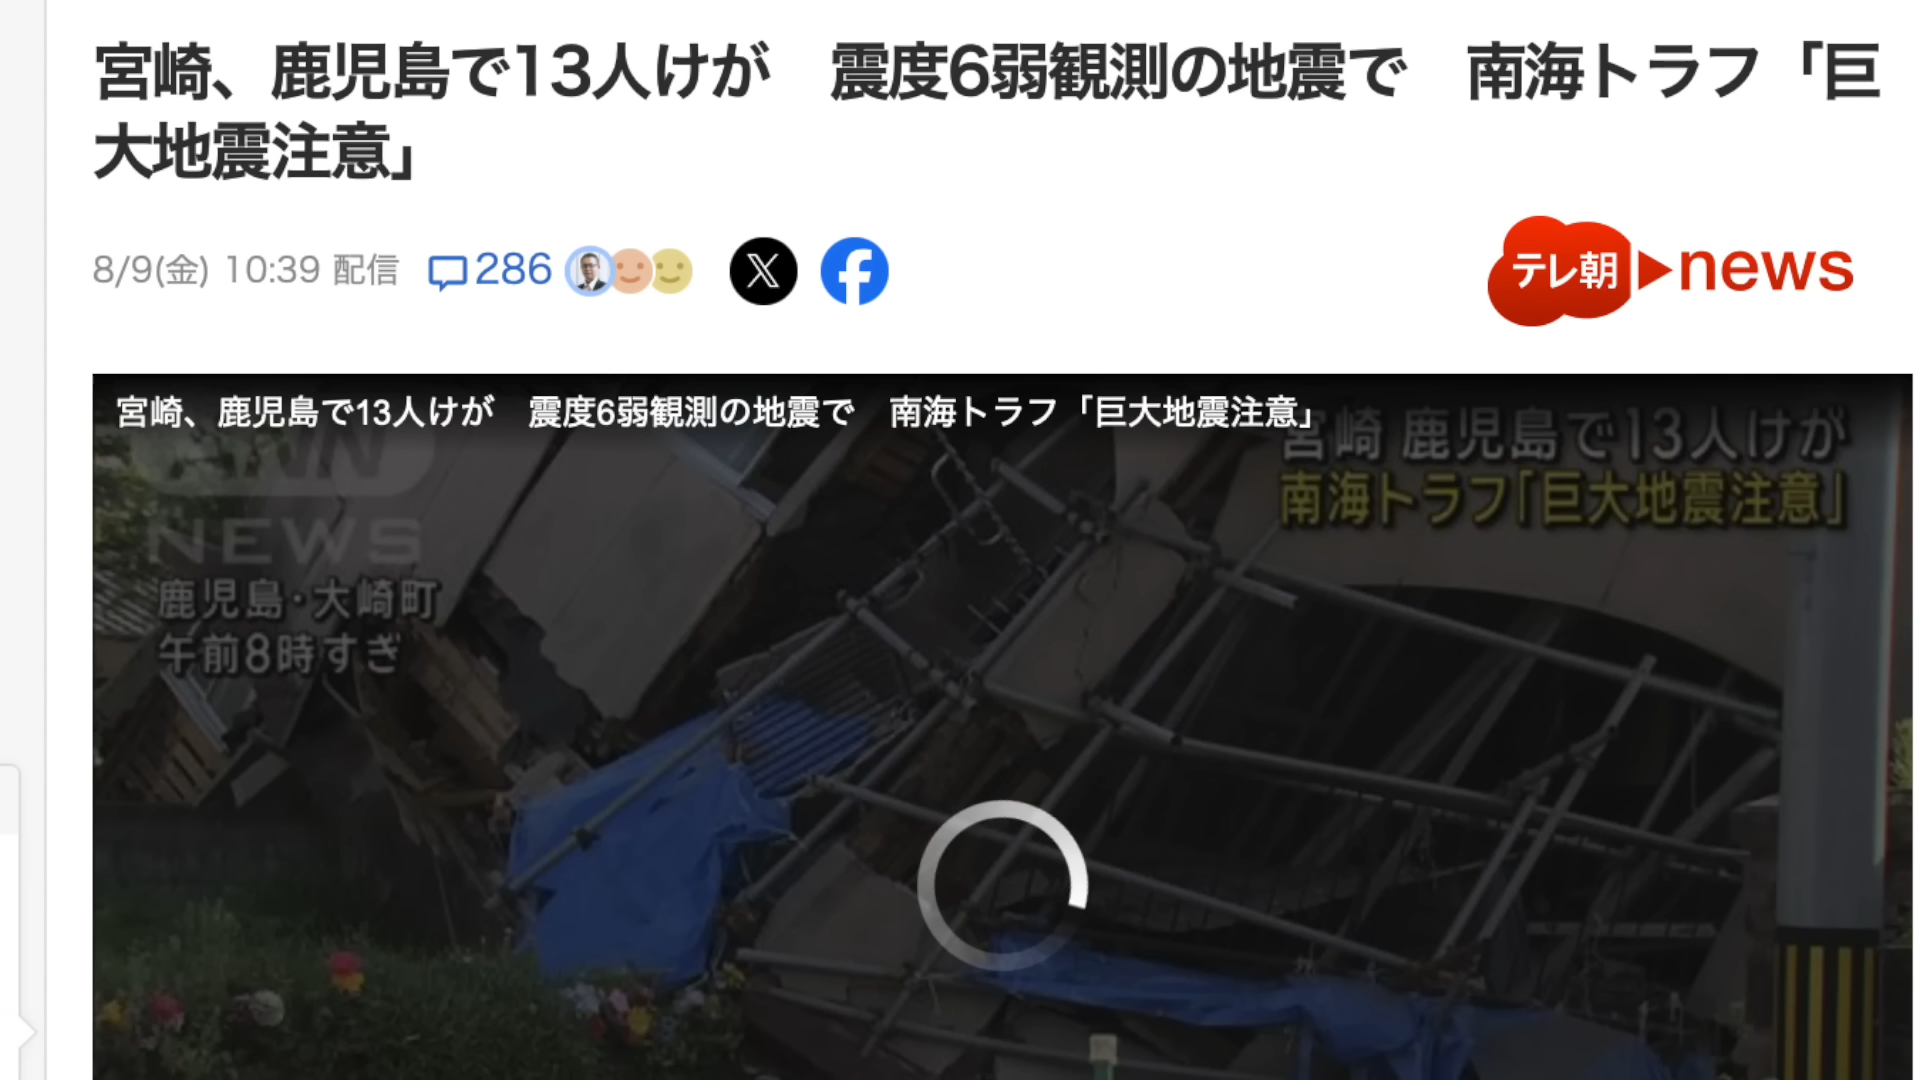 宮崎、鹿児島で13人けが　震度6弱観測の地震で　南海トラフ「巨
大地震注意」
8/9(金) 10:39 配信
286
テレ朝news
宮崎、鹿児島で13人けが　震度6弱観測の地震で　南海トラフ「巨大地震注意」
宮崎 鹿児島で13人けが
南海トラフ「巨大地震注意」
ANN
NEWS
鹿児島・大崎町
午前8時すぎ